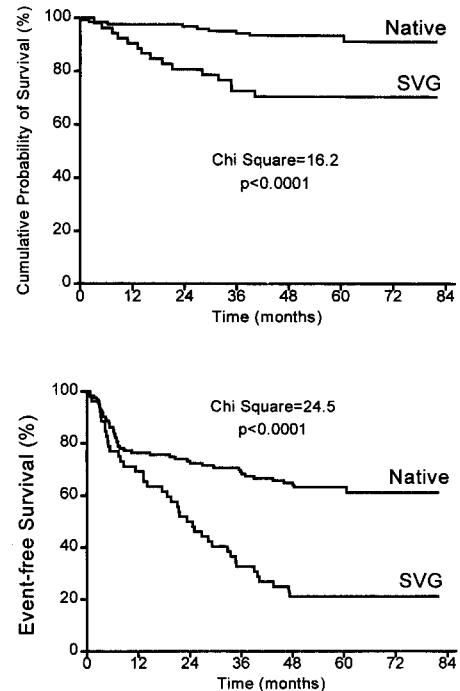 Cumulative Probability of Survival (%)
100
80
60
40
20
0
Native
SVG
Chi Square=16.2
p<0.0001
0 12 24 36 48 60 72 84
Time (months)
Event-free Survival (%)
100
80
60
40
20
0
Chi Square=24.5
p<0.0001
Native
SVG
0 12 24 36 48 60 72 84
Time (months)